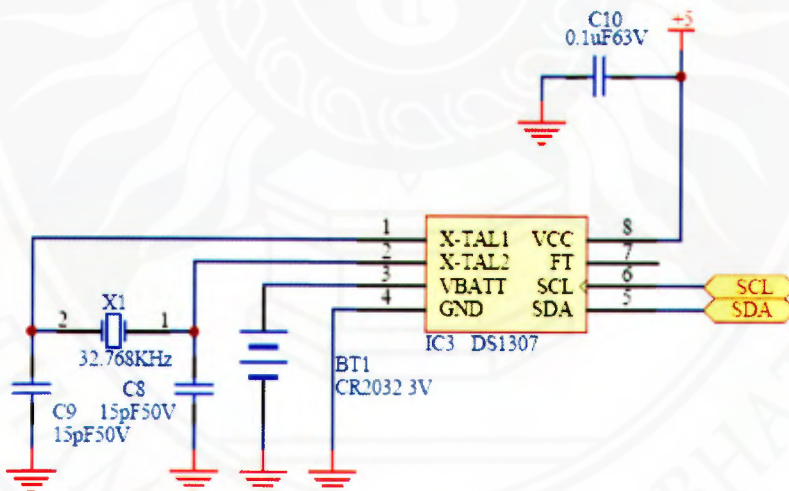 C10
0.1uF63V
+5
1 X-TAL1 VCC 8
2 X-TAL2 FT 7
3 VBATT SCL 6 SCL
4 GND SDA 5 SDA
IC3 DS1307
X1
2 1
32.768KHz
BT1
CR2032 3V
C8
15pF50V
C9
15pF50V